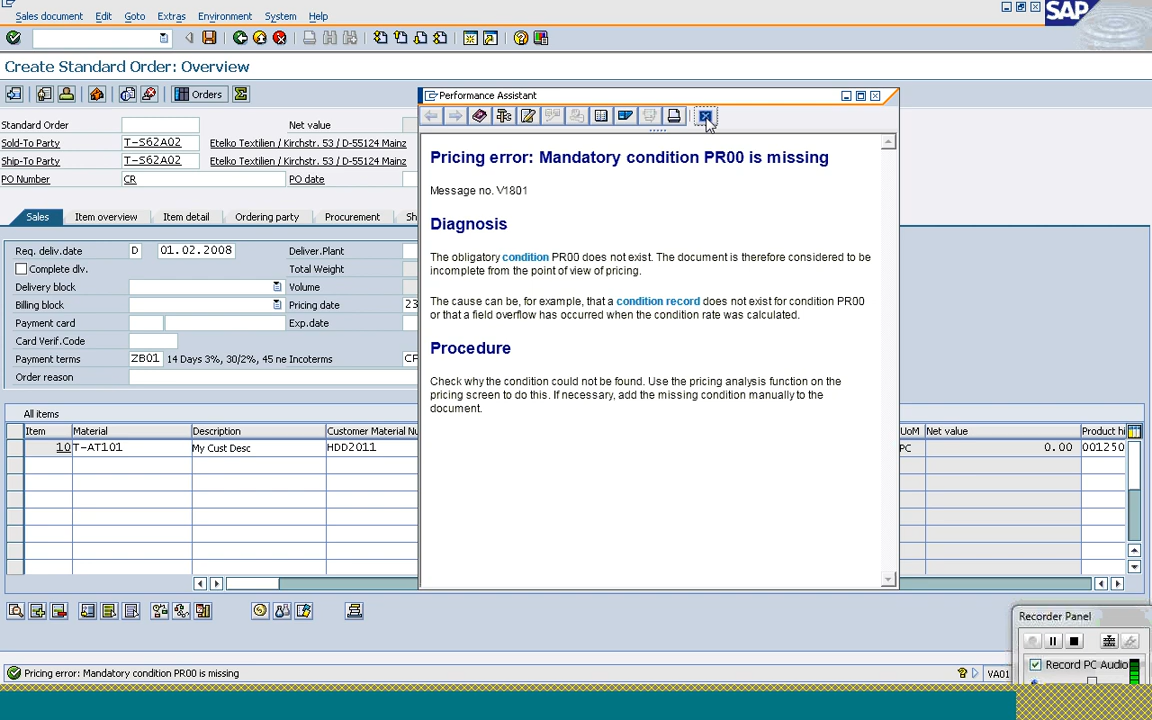 Sales document Edit Goto Extras Environment System Help
SAP
Create Standard Order: Overview
Orders
Performance Assistant
Standard Order Net value
Sold-To Party T-S62A02 Etelko Textilien / Kirchstr. 53 / D-55124 Mainz
Ship-To Party T-S62A02 Etelko Textilien / Kirchstr. 53 / D-55124 Mainz
PO Number CR PO date
Sales Item overview Item detail Ordering party Procurement Sh
Req. deliv.date D 01.02.2008 Deliver.Plant
Complete dlv. Total Weight
Delivery block Volume
Billing block Pricing date 23
Payment card Exp.date
Card Verif.Code
Payment terms ZB01 14 Days 3%, 30/2%, 45 ne Incoterms CF
Order reason
Pricing error: Mandatory condition PR00 is missing
Message no. V1801
Diagnosis
The obligatory condition PR00 does not exist. The document is therefore considered to be
incomplete from the point of view of pricing.
The cause can be, for example, that a condition record does not exist for condition PR00
or that a field overflow has occurred when the condition rate was calculated.
Procedure
Check why the condition could not be found. Use the pricing analysis function on the
pricing screen to do this. If necessary, add the missing condition manually to the
document.
All items
Item Material Description Customer Material Nu UoM Net value Product hi
10 T-AT101 My Cust Desc HDD2011 PC 0.00 001250
Recorder Panel
Record PC Audio
Pricing error: Mandatory condition PR00 is missing VA01